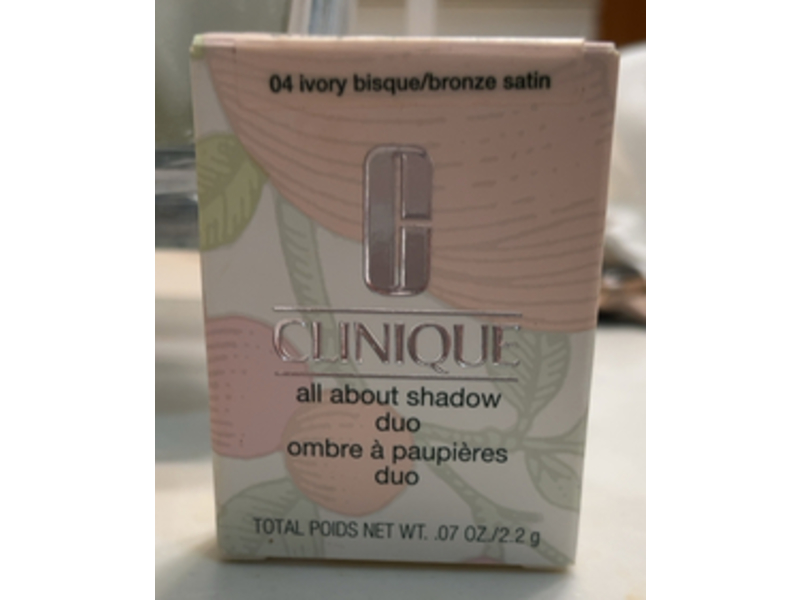 04 ivory bisque/bronze satin
C
CLINIQUE
all about shadow
duo
ombre à paupières
duo
TOTAL POIDS NET WT. .07 OZ./2.2 g